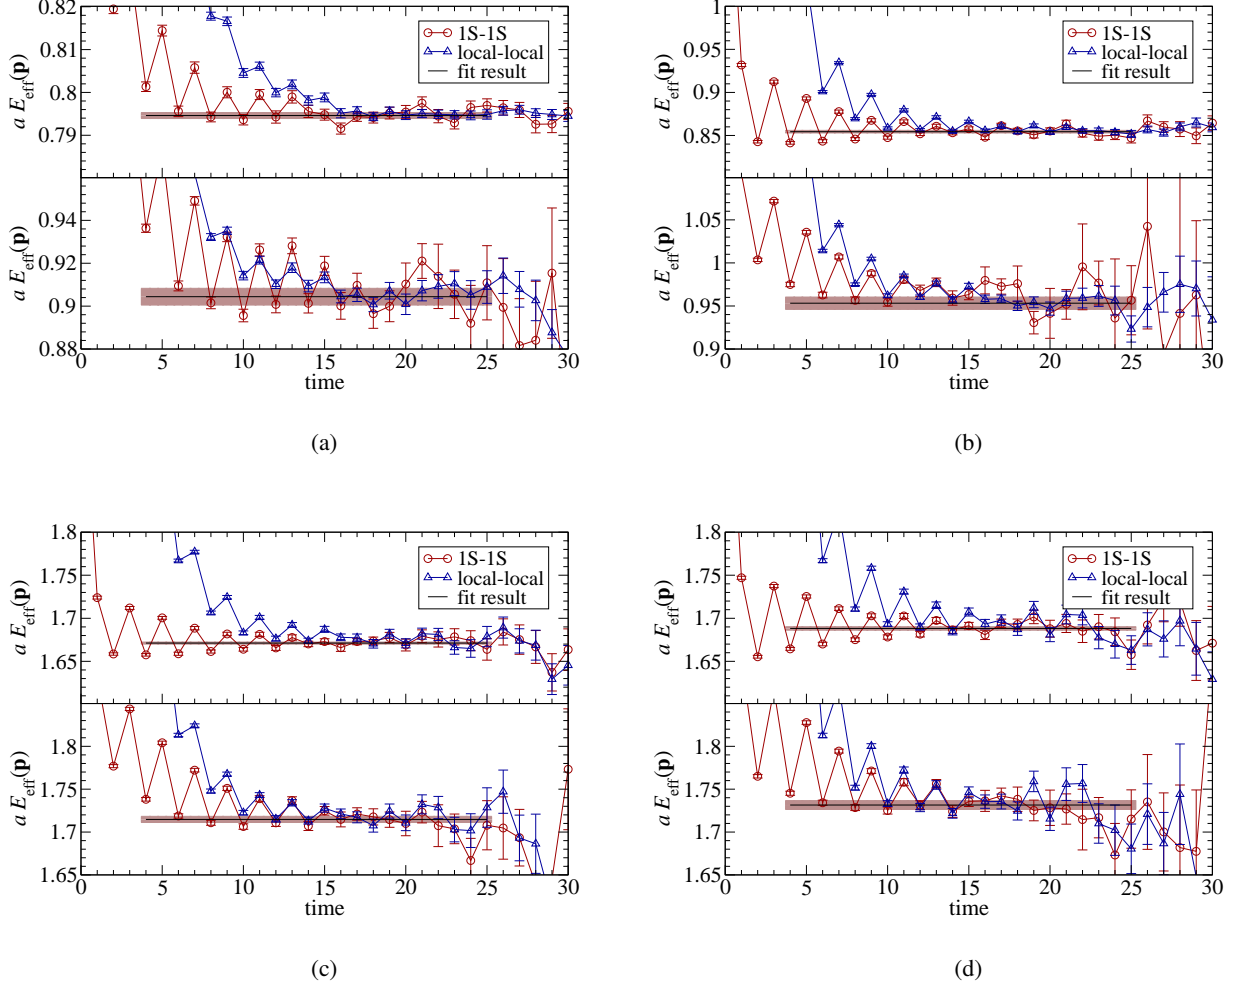 0.82
0.81
0.8
0.79
a E_eff(p)
1S-1S
local-local
fit result
0.94
0.92
0.9
0.88
a E_eff(p)
0 5 10 15 20 25 30
time
(a)
1
0.95
0.9
0.85
0.8
a E_eff(p)
1S-1S
local-local
fit result
1.05
1
0.95
0.9
a E_eff(p)
0 5 10 15 20 25 30
time
(b)
1.8
1.75
1.7
1.65
a E_eff(p)
1S-1S
local-local
fit result
1.8
1.75
1.7
1.65
a E_eff(p)
0 5 10 15 20 25 30
time
(c)
1.8
1.75
1.7
1.65
a E_eff(p)
1S-1S
local-local
fit result
1.8
1.75
1.7
1.65
a E_eff(p)
0 5 10 15 20 25 30
time
(d)